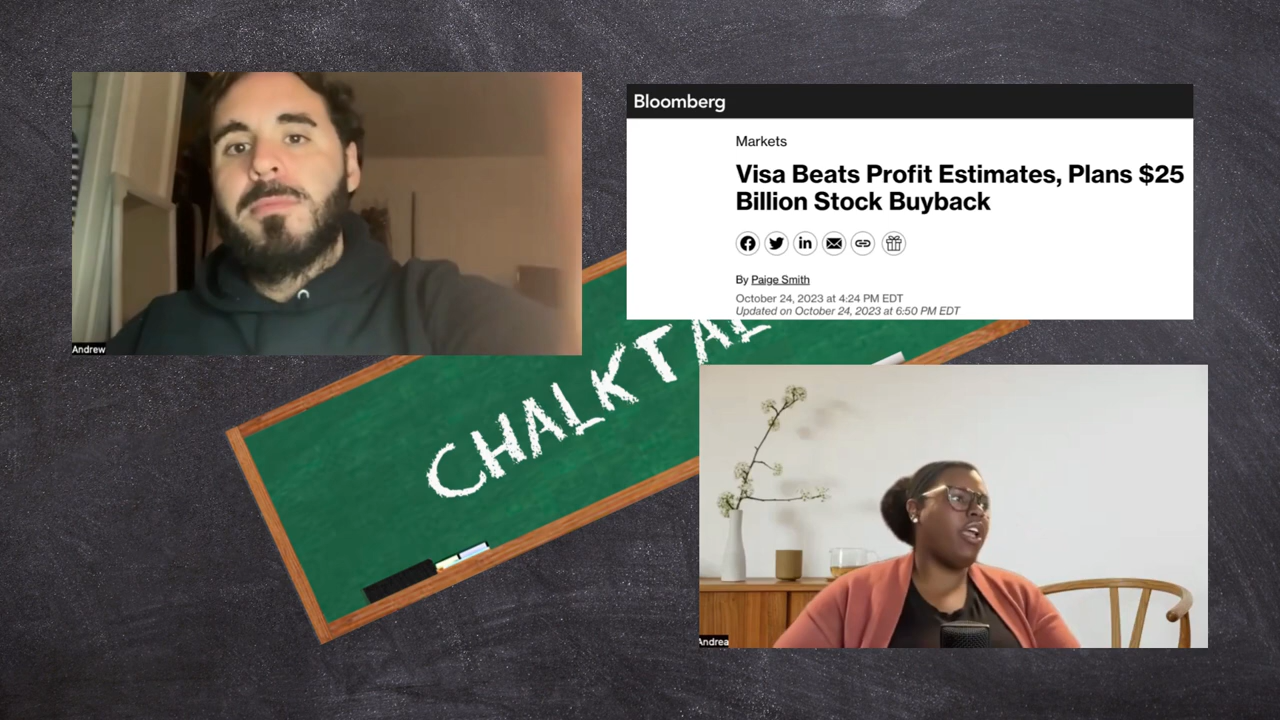 Bloomberg
Markets
Visa Beats Profit Estimates, Plans $25
Billion Stock Buyback
By Paige Smith
October 24, 2023 at 4:24 PM EDT
Updated on October 24, 2023 at 6:50 PM EDT
Andrew
CHALKTAL
Andrea